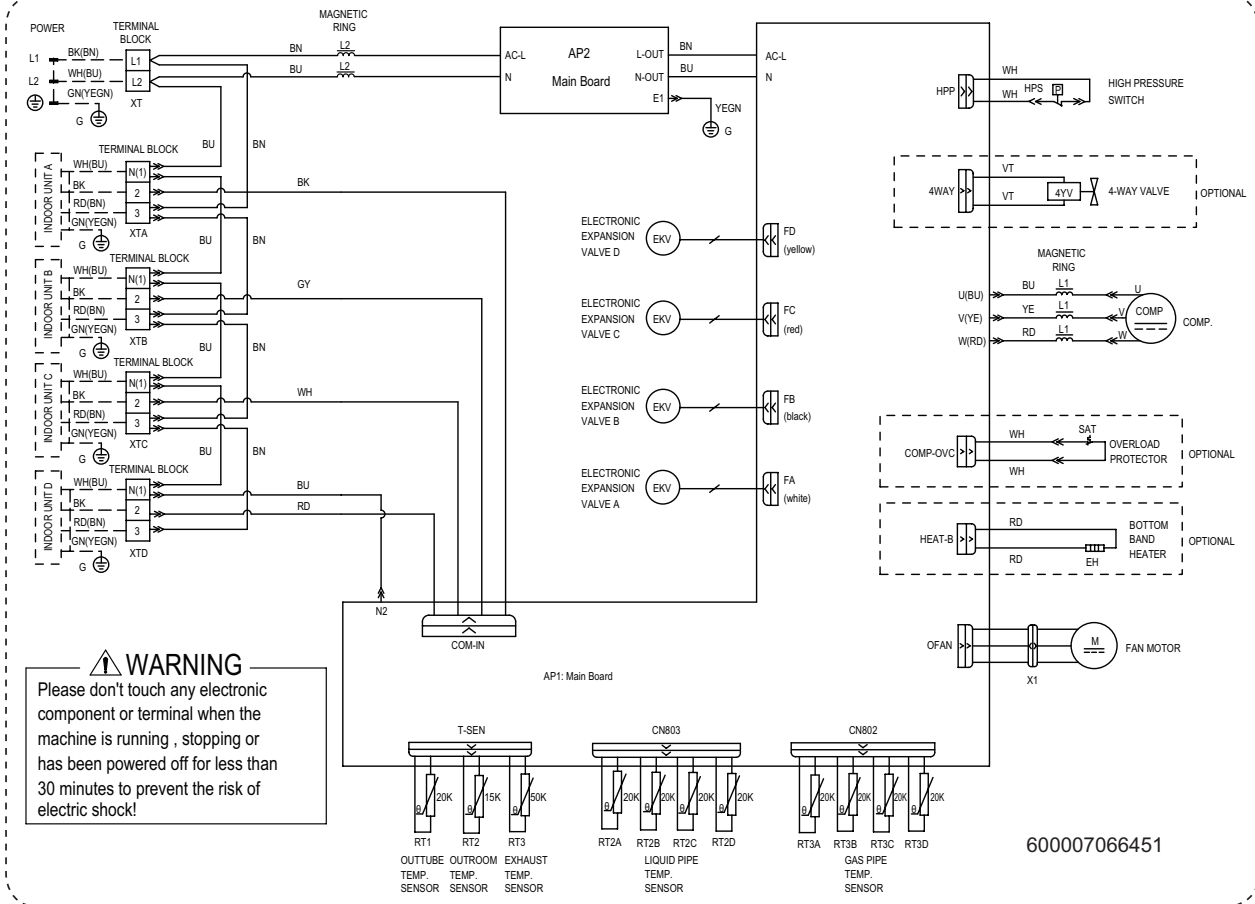 POWER
L1
L2
BK(BN)
WH(BU)
GN(YEGN)
G
TERMINAL
BLOCK
L1
L2
XT
MAGNETIC
RING
BN
L2
BU
L2
AC-L
N
AP2
Main Board
L-OUT
N-OUT
E1
BN
BU
YEGN
G
AC-L
N
BU
BN
INDOOR UNIT A
WH(BU)
BK
RD(BN)
GN(YEGN)
G
TERMINAL BLOCK
N(1)
2
3
XTA
BK
BU
BN
INDOOR UNIT B
WH(BU)
BK
RD(BN)
GN(YEGN)
G
TERMINAL BLOCK
N(1)
2
3
XTB
GY
BU
BN
INDOOR UNIT C
WH(BU)
BK
RD(BN)
GN(YEGN)
G
TERMINAL BLOCK
N(1)
2
3
XTC
WH
BU
BN
INDOOR UNIT D
WH(BU)
BK
RD(BN)
GN(YEGN)
G
TERMINAL BLOCK
N(1)
2
3
XTD
BU
RD
N2
COM-IN
ELECTRONIC
EXPANSION
VALVE D
EKV
FD
(yellow)
ELECTRONIC
EXPANSION
VALVE C
EKV
FC
(red)
ELECTRONIC
EXPANSION
VALVE B
EKV
FB
(black)
ELECTRONIC
EXPANSION
VALVE A
EKV
FA
(white)
HPP
WH
WH
HPS
P
HIGH PRESSURE
SWITCH
4WAY
VT
VT
4YV
4-WAY VALVE
OPTIONAL
MAGNETIC
RING
U(BU)
BU
L1
U
V(YE)
YE
L1
V
W(RD)
RD
L1
W
COMP
COMP.
COMP-OVC
WH
WH
SAT
OVERLOAD
PROTECTOR
OPTIONAL
HEAT-B
RD
RD
EH
BOTTOM
BAND
HEATER
OPTIONAL
OFAN
X1
M
FAN MOTOR
AP1: Main Board
WARNING
Please don't touch any electronic
component or terminal when the
machine is running , stopping or
has been powered off for less than
30 minutes to prevent the risk of
electric shock!
T-SEN
θ
20K
θ
15K
θ
50K
RT1
RT2
RT3
OUTTUBE
TEMP.
SENSOR
OUTROOM
TEMP.
SENSOR
EXHAUST
TEMP.
SENSOR
CN803
θ
20K
θ
20K
θ
20K
θ
20K
RT2A
RT2B
RT2C
RT2D
LIQUID PIPE
TEMP.
SENSOR
CN802
θ
20K
θ
20K
θ
20K
θ
20K
RT3A
RT3B
RT3C
RT3D
GAS PIPE
TEMP.
SENSOR
600007066451